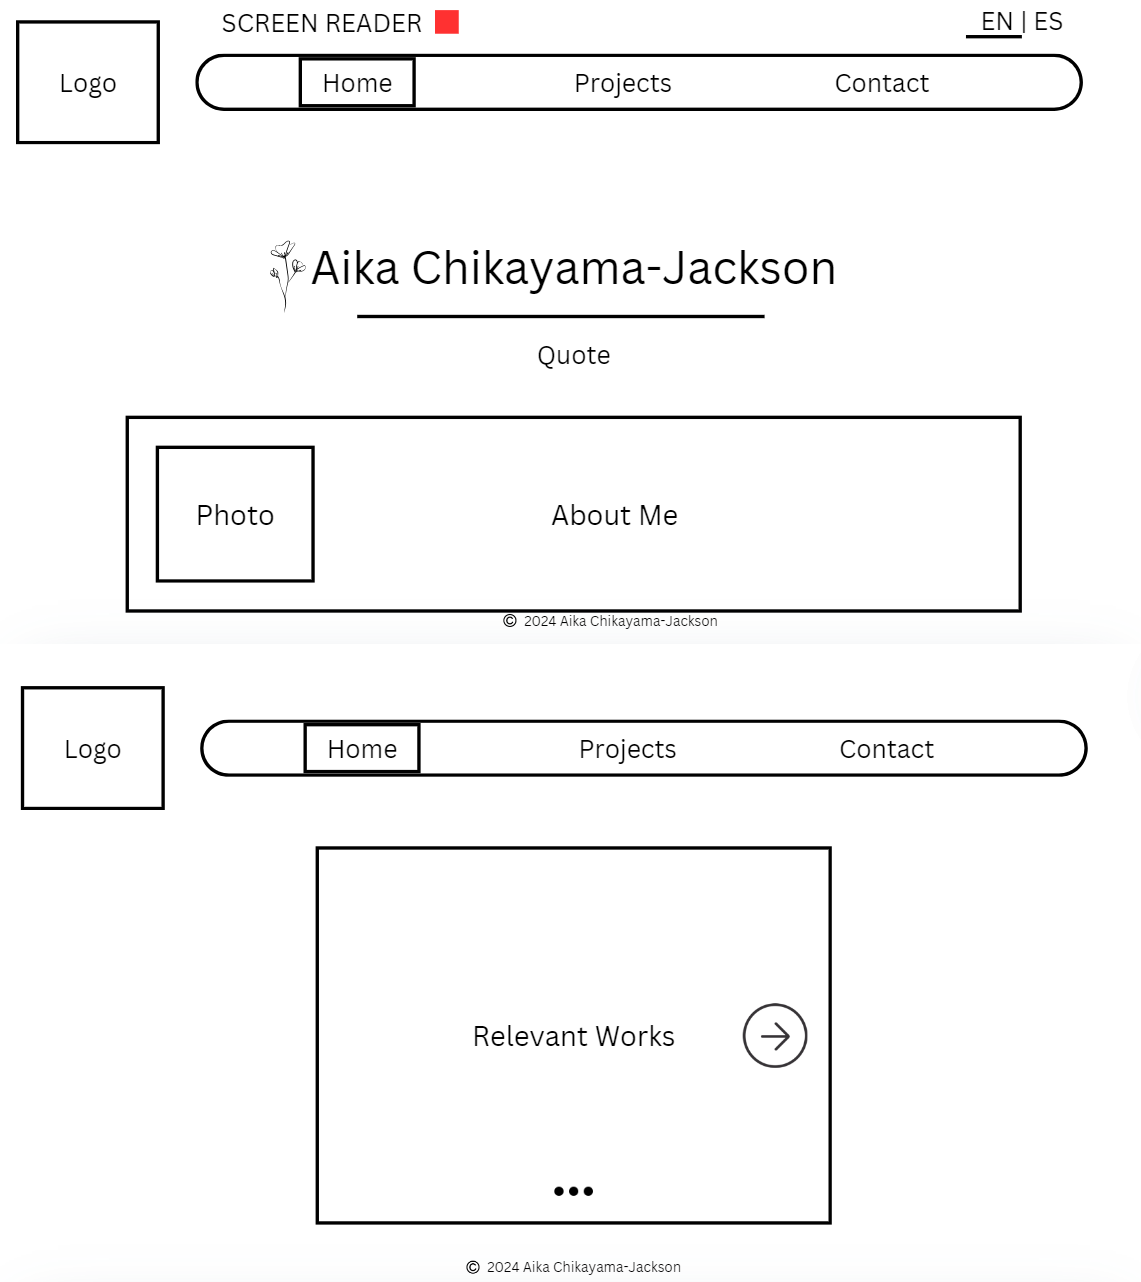 SCREEN READER
EN | ES
Logo
Home
Projects
Contact
Aika Chikayama-Jackson
Quote
Photo
About Me
© 2024 Aika Chikayama-Jackson
Logo
Home
Projects
Contact
Relevant Works
© 2024 Aika Chikayama-Jackson